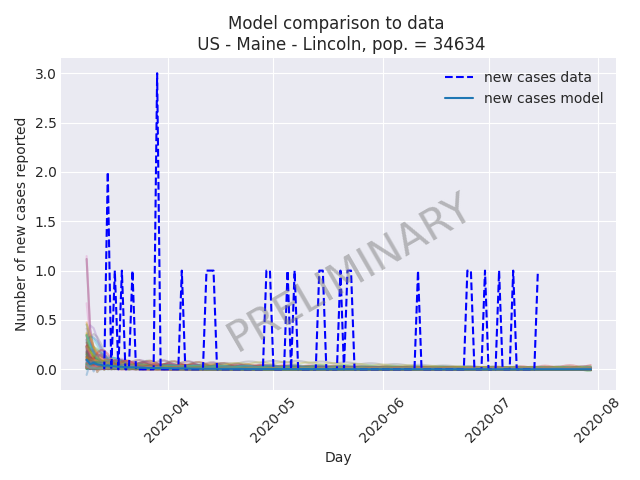 Model comparison to data
US - Maine - Lincoln, pop. = 34634
Number of new cases reported
3.0
2.5
2.0
1.5
1.0
0.5
0.0
new cases data
new cases model
PRELIMINARY
2020-04
2020-05
2020-06
2020-07
2020-08
Day